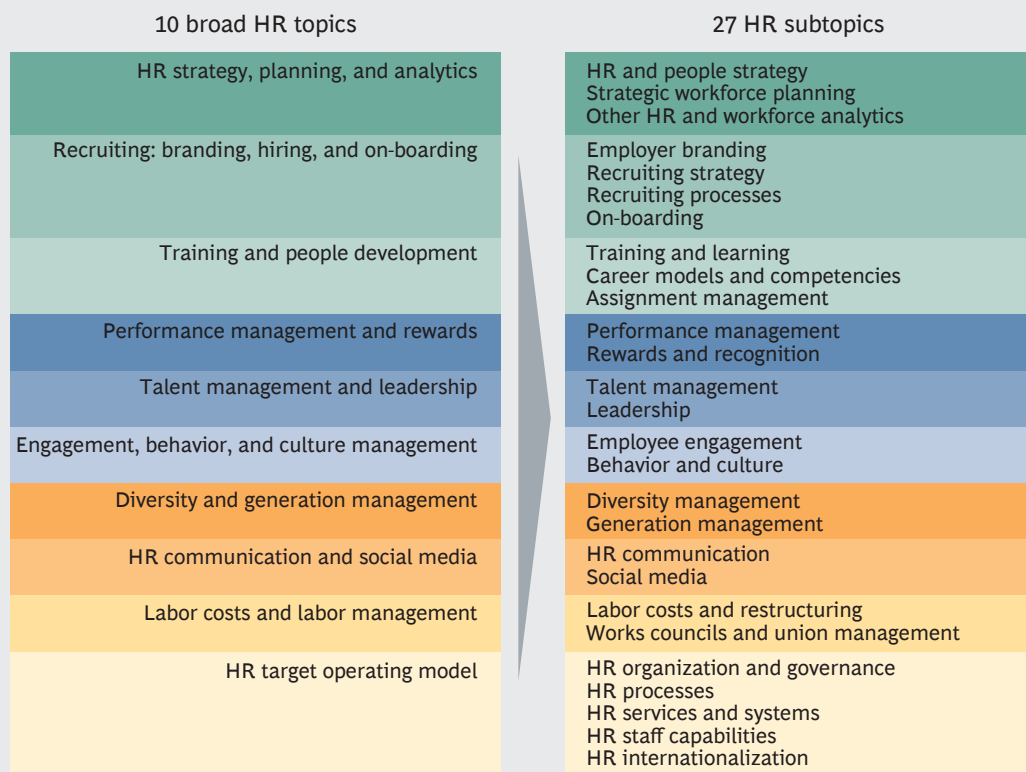 10 broad HR topics
27 HR subtopics
HR strategy, planning, and analytics
HR and people strategy
Strategic workforce planning
Other HR and workforce analytics
Recruiting: branding, hiring, and on-boarding
Employer branding
Recruiting strategy
Recruiting processes
On-boarding
Training and people development
Training and learning
Career models and competencies
Assignment management
Performance management and rewards
Performance management
Rewards and recognition
Talent management and leadership
Talent management
Leadership
Engagement, behavior, and culture management
Employee engagement
Behavior and culture
Diversity and generation management
Diversity management
Generation management
HR communication and social media
HR communication
Social media
Labor costs and labor management
Labor costs and restructuring
Works councils and union management
HR target operating model
HR organization and governance
HR processes
HR services and systems
HR staff capabilities
HR internationalization